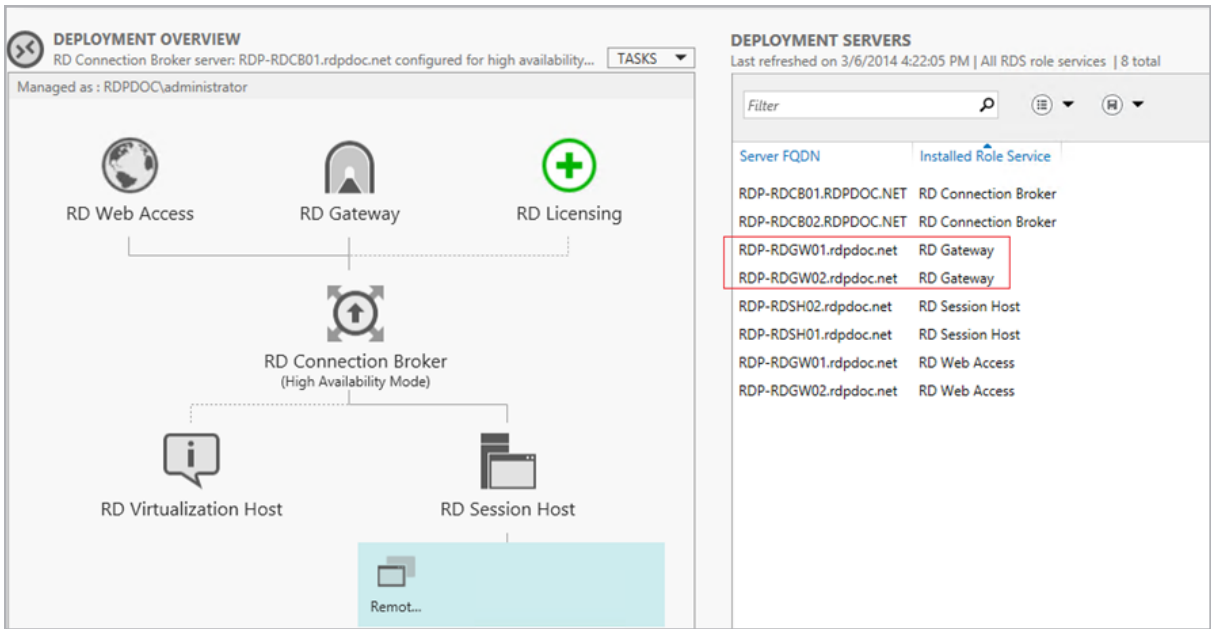 DEPLOYMENT OVERVIEW
RD Connection Broker server: RDP-RDCB01.rdpdoc.net configured for high availability...
TASKS
Managed as : RDPDOC\administrator
RD Web Access
RD Gateway
RD Licensing
RD Connection Broker
(High Availability Mode)
RD Virtualization Host
RD Session Host
Remot...
DEPLOYMENT SERVERS
Last refreshed on 3/6/2014 4:22:05 PM | All RDS role services | 8 total
Filter
Server FQDN Installed Role Service
RDP-RDCB01.RDPDOC.NET RD Connection Broker
RDP-RDCB02.RDPDOC.NET RD Connection Broker
RDP-RDGW01.rdpdoc.net RD Gateway
RDP-RDGW02.rdpdoc.net RD Gateway
RDP-RDSH02.rdpdoc.net RD Session Host
RDP-RDSH01.rdpdoc.net RD Session Host
RDP-RDGW01.rdpdoc.net RD Web Access
RDP-RDGW02.rdpdoc.net RD Web Access